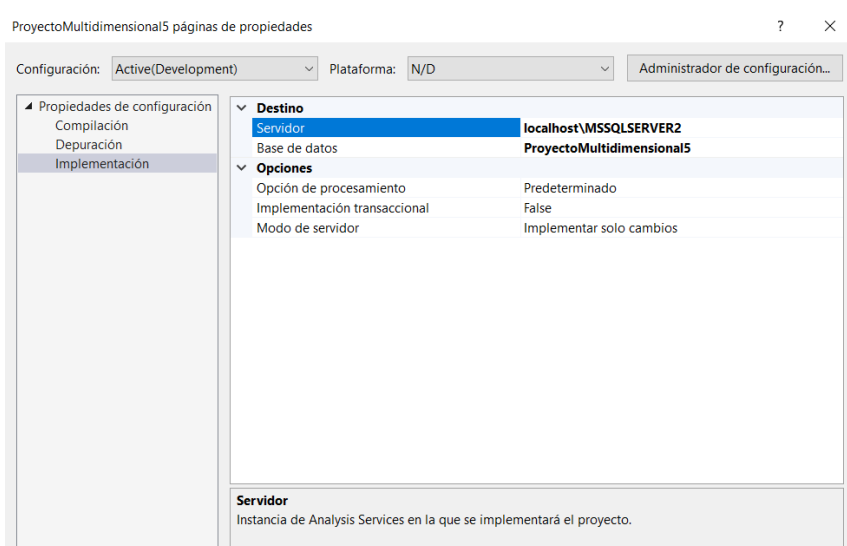 ProyectoMultidimensional5 páginas de propiedades ? ×
Configuración: Active(Development) Plataforma: N/D Administrador de configuración...
Propiedades de configuración
Compilación
Depuración
Implementación
Destino
Servidor localhost\MSSQLSERVER2
Base de datos ProyectoMultidimensional5
Opciones
Opción de procesamiento Predeterminado
Implementación transaccional False
Modo de servidor Implementar solo cambios
Servidor
Instancia de Analysis Services en la que se implementará el proyecto.